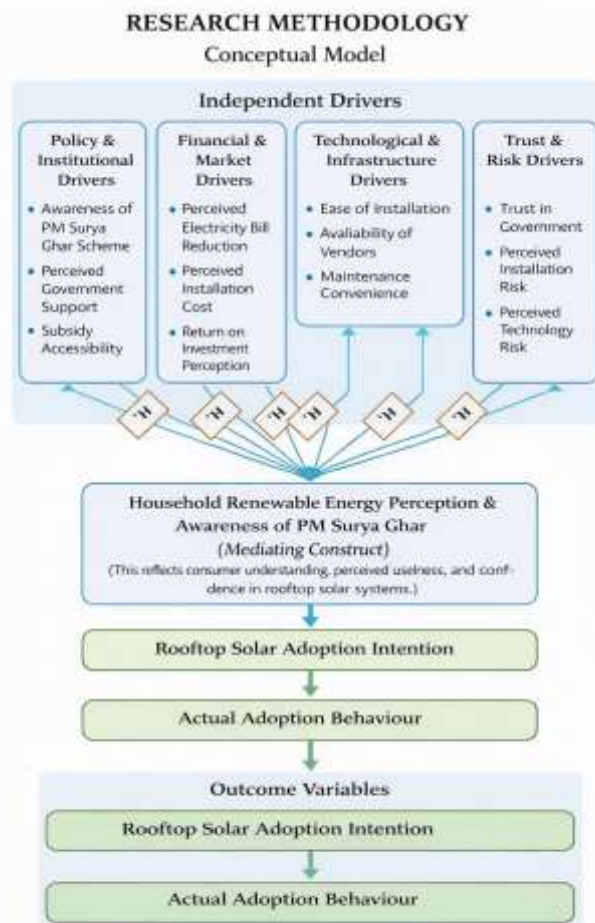 RESEARCH METHODOLOGY
Conceptual Model
Independent Drivers
Policy &
Institutional
Drivers
• Awareness of
PM Surya
Ghar Scheme
• Perceived
Government
Support
• Subsidy
Accessibility
Financial &
Market
Drivers
• Perceived
Electricity Bill
Reduction
• Perceived
Installation
Cost
• Return on
Investment
Perception
Technological &
Infrastructure
Drivers
• Ease of Installation
• Avaliability of
Vendors
• Maintenance
Convenience
Trust &
Risk Drivers
• Trust in
Government
• Perceived
Installation
Risk
• Perceived
Technology
Risk
Household Renewable Energy Perception &
Awareness of PM Surya Ghar
(Mediating Construct)
(This reflects consumer understanding, perceived uselness, and conf-
dence in rooftop solar systems.)
Rooftop Solar Adoption Intention
Actual Adoption Behaviour
Outcome Variables
Rooftop Solar Adoption Intention
Actual Adoption Behaviour